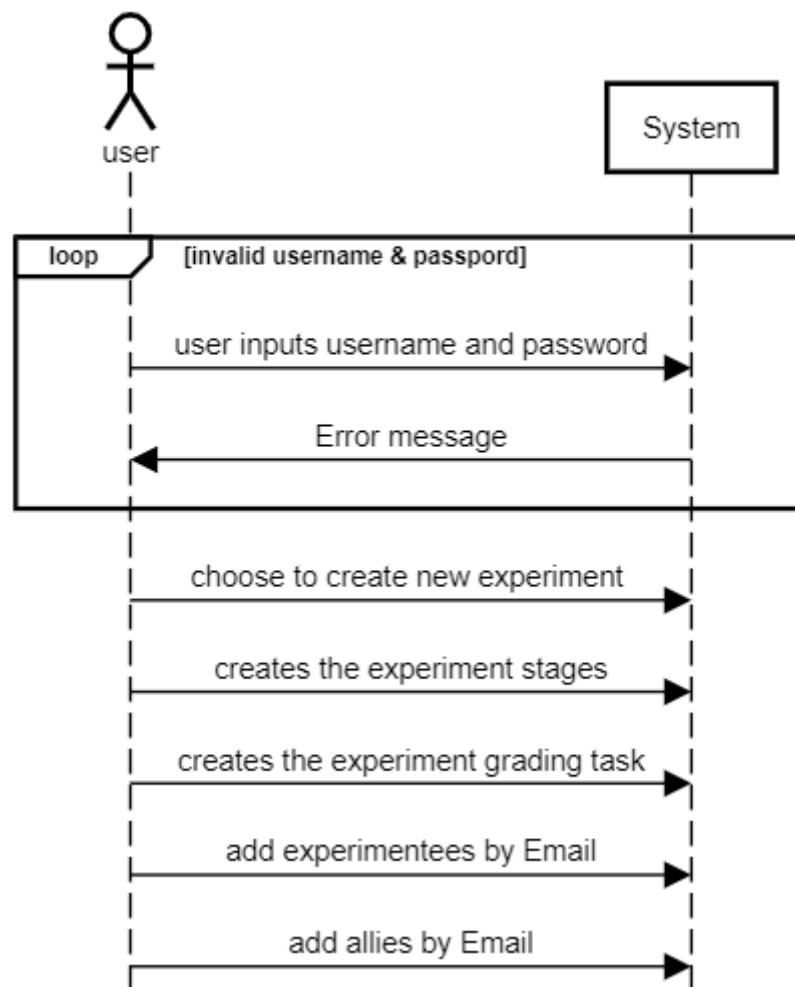 user
System
loop [invalid username & passpord]
user inputs username and password
Error message
choose to create new experiment
creates the experiment stages
creates the experiment grading task
add experimentees by Email
add allies by Email